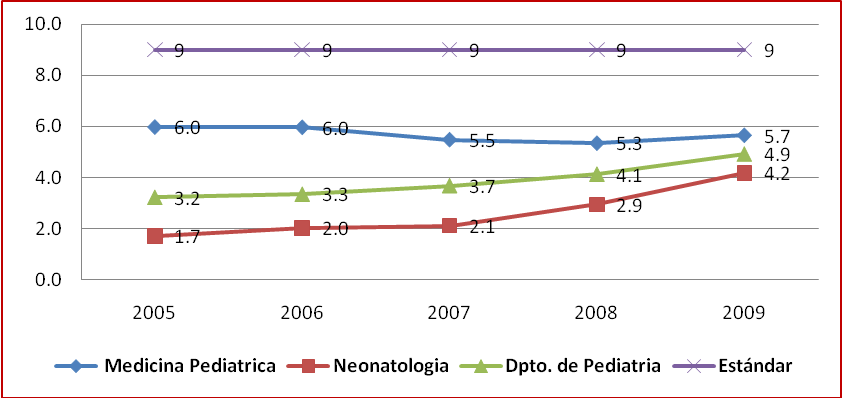 10.0
9 9 9 9 9
8.0
6.0
6.0 6.0 5.5 5.3 5.7
4.9
4.0
3.2 3.3 3.7 4.1 4.2
2.0
1.7 2.0 2.1 2.9
0.0
2005 2006 2007 2008 2009
Medicina Pediatrica Neonatologia Dpto. de Pediatria Estándar